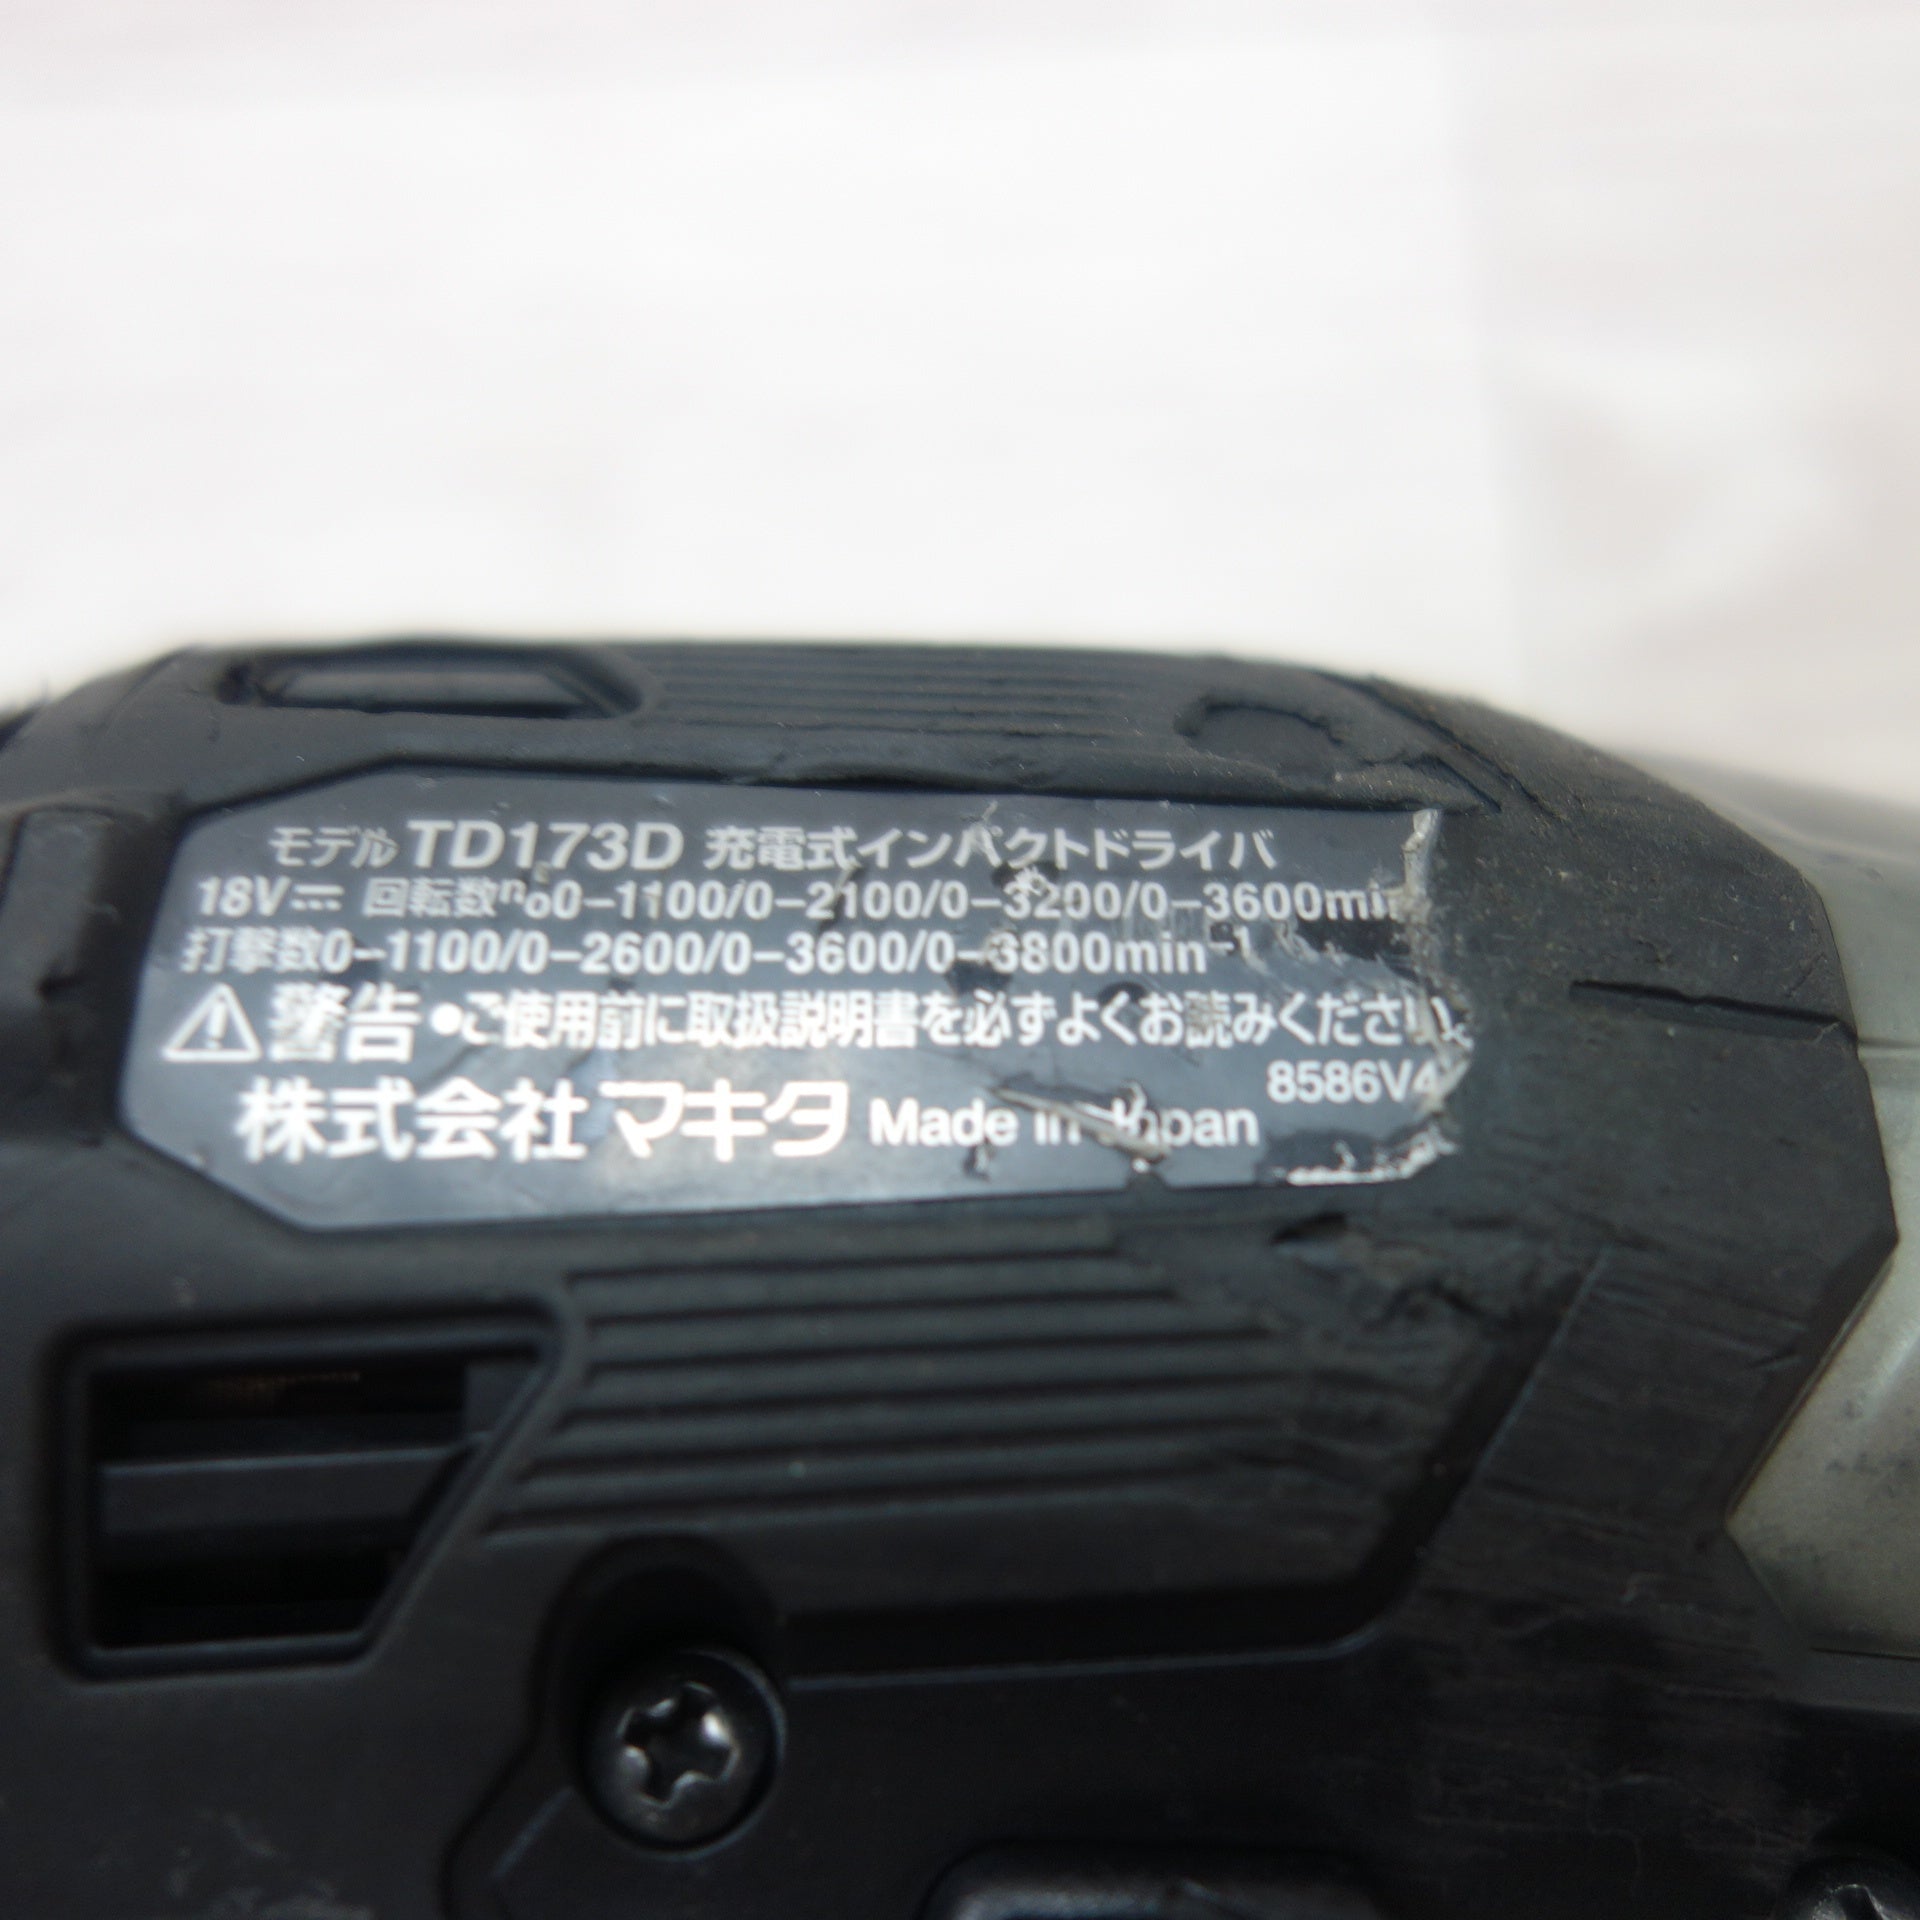 モデル TD173D 充電式インパクトドライバ
18V⎓ 回転数n₀0-1100/0-2100/0-3200/0-3600min
打撃数0-1100/0-2600/0-3600/0-3800min⁻¹
⚠警告 ●ご使用前に取扱説明書を必ずよくお読みください
8586V4
株式会社マキタ Made in Japan